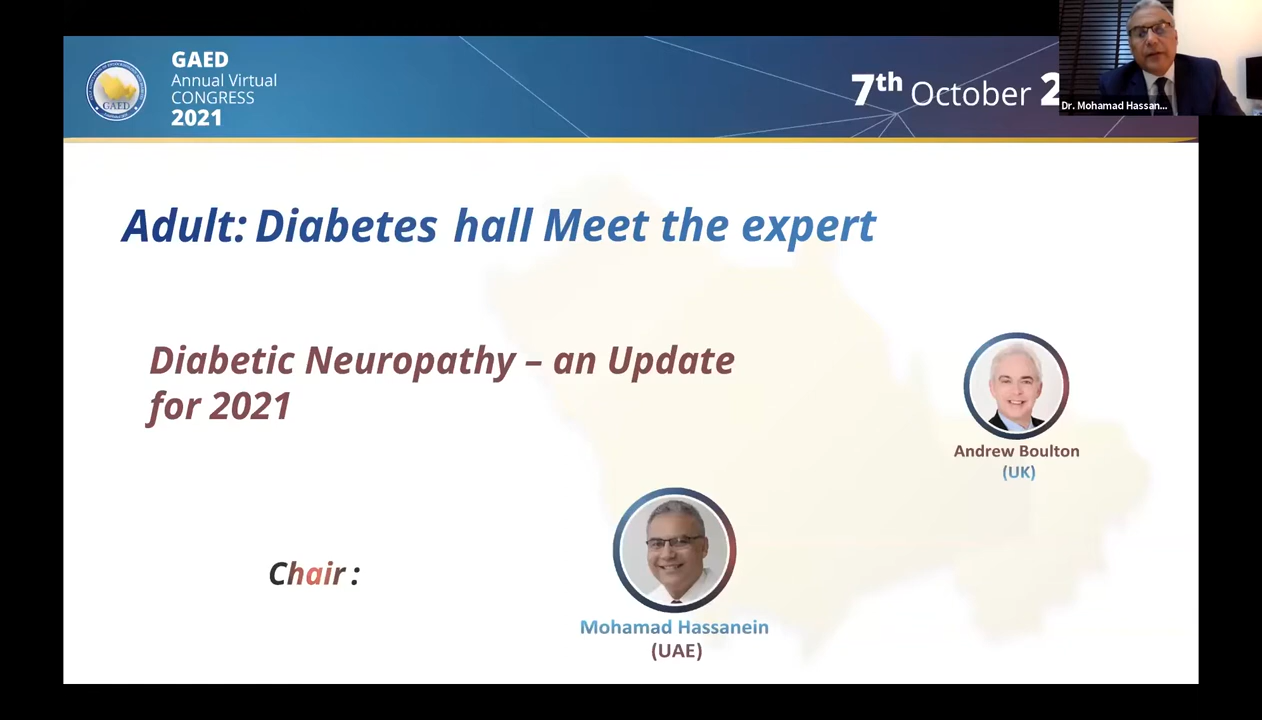 GAED
Annual Virtual
CONGRESS
2021
7th October 2
Dr. Mohamad Hassan...
Adult: Diabetes hall Meet the expert
Diabetic Neuropathy – an Update
for 2021
Andrew Boulton
(UK)
Chair :
Mohamad Hassanein
(UAE)
GAED